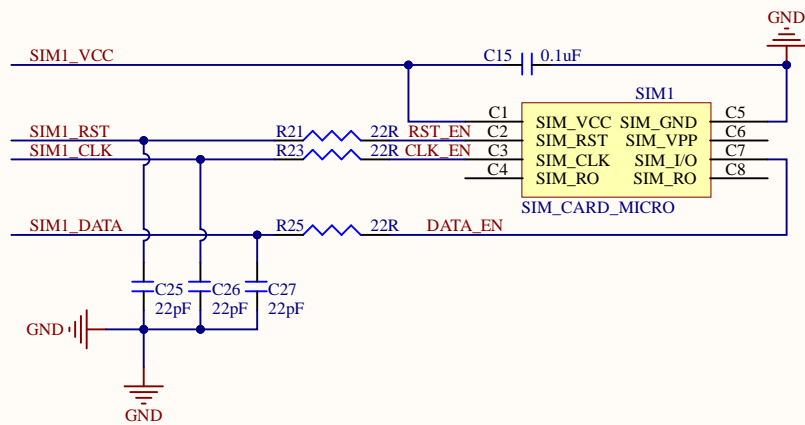 GND
SIM1_VCC
C15 0.1uF
SIM1
C1 SIM_VCC SIM_GND C5
SIM1_RST R21 22R RST_EN C2 SIM_RST SIM_VPP C6
SIM1_CLK R23 22R CLK_EN C3 SIM_CLK SIM_I/O C7
C4 SIM_RO SIM_RO C8
SIM_CARD_MICRO
SIM1_DATA R25 22R DATA_EN
C25 C26 C27
22pF 22pF 22pF
GND
GND